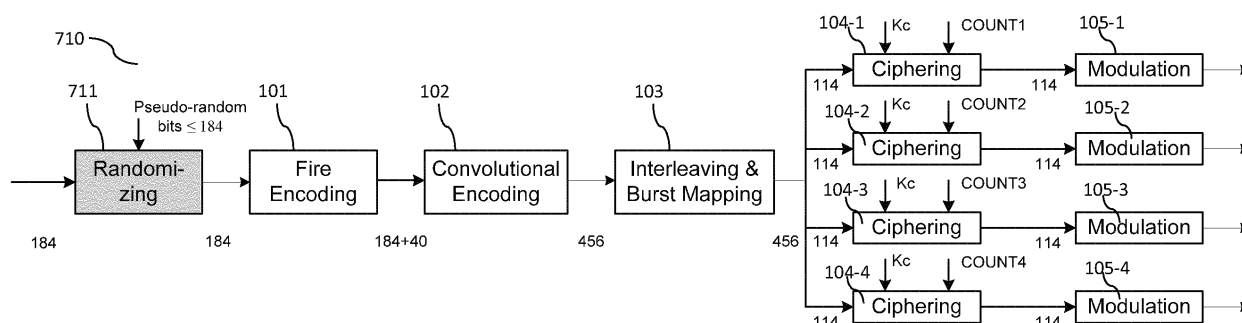 710
711
Pseudo-random
bits ≤ 184
Randomi-
zing
184
184
101
Fire
Encoding
184+40
102
Convolutional
Encoding
456
103
Interleaving &
Burst Mapping
456
104-1
Kc
COUNT1
Ciphering
114
114
105-1
Modulation
104-2
Kc
COUNT2
Ciphering
114
114
105-2
Modulation
104-3
Kc
COUNT3
Ciphering
114
114
105-3
Modulation
104-4
Kc
COUNT4
Ciphering
114
114
105-4
Modulation